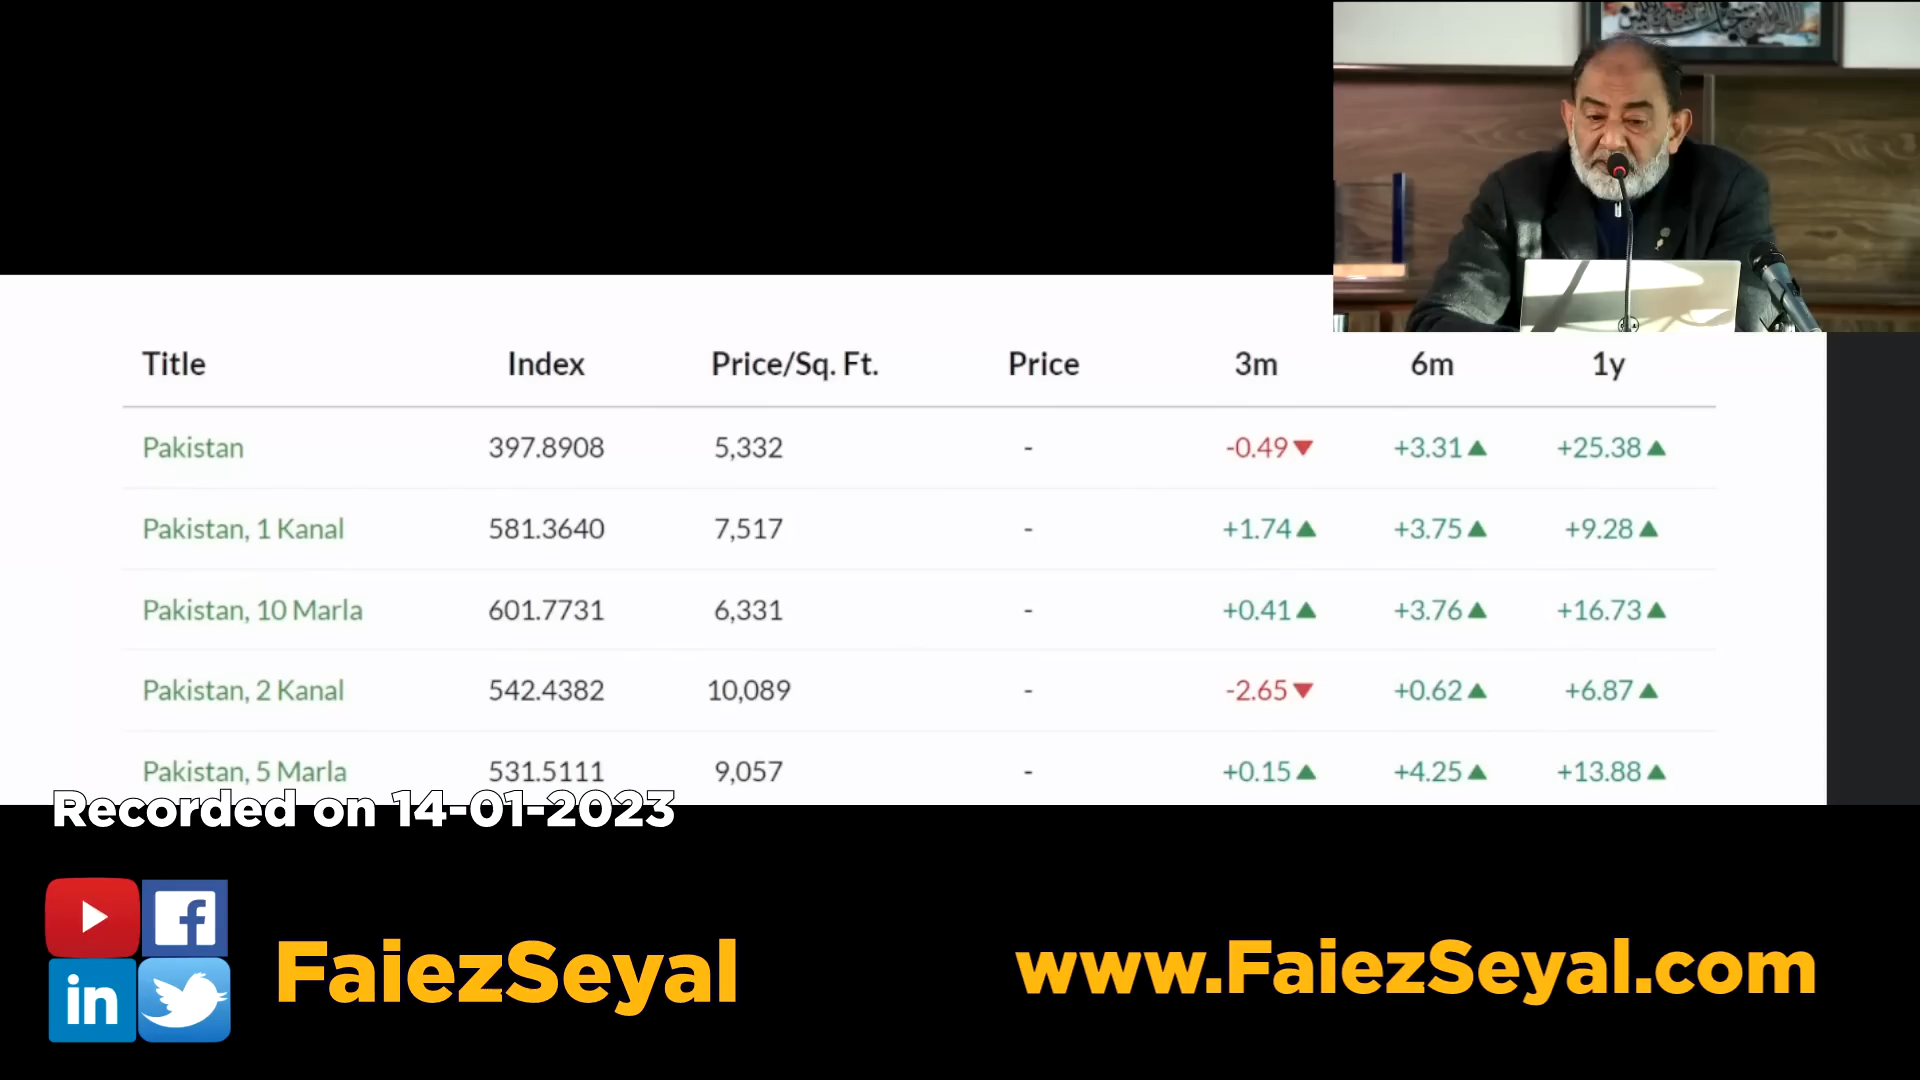 Title Index Price/Sq. Ft. Price 3m 6m 1y
Pakistan 397.8908 5,332 - -0.49▼ +3.31▲ +25.38▲
Pakistan, 1 Kanal 581.3640 7,517 - +1.74▲ +3.75▲ +9.28▲
Pakistan, 10 Marla 601.7731 6,331 - +0.41▲ +3.76▲ +16.73▲
Pakistan, 2 Kanal 542.4382 10,089 - -2.65▼ +0.62▲ +6.87▲
Pakistan, 5 Marla 531.5111 9,057 - +0.15▲ +4.25▲ +13.88▲
Recorded on 14-01-2023
in
FaiezSeyal
www.FaiezSeyal.com